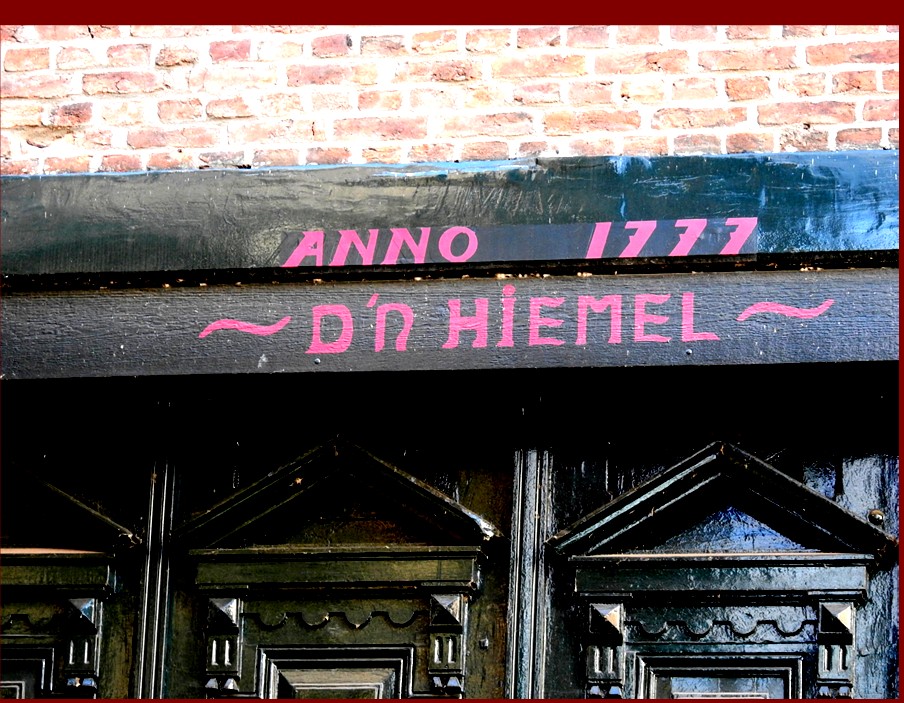 ANNO 1777
~ D'N HIEMEL ~